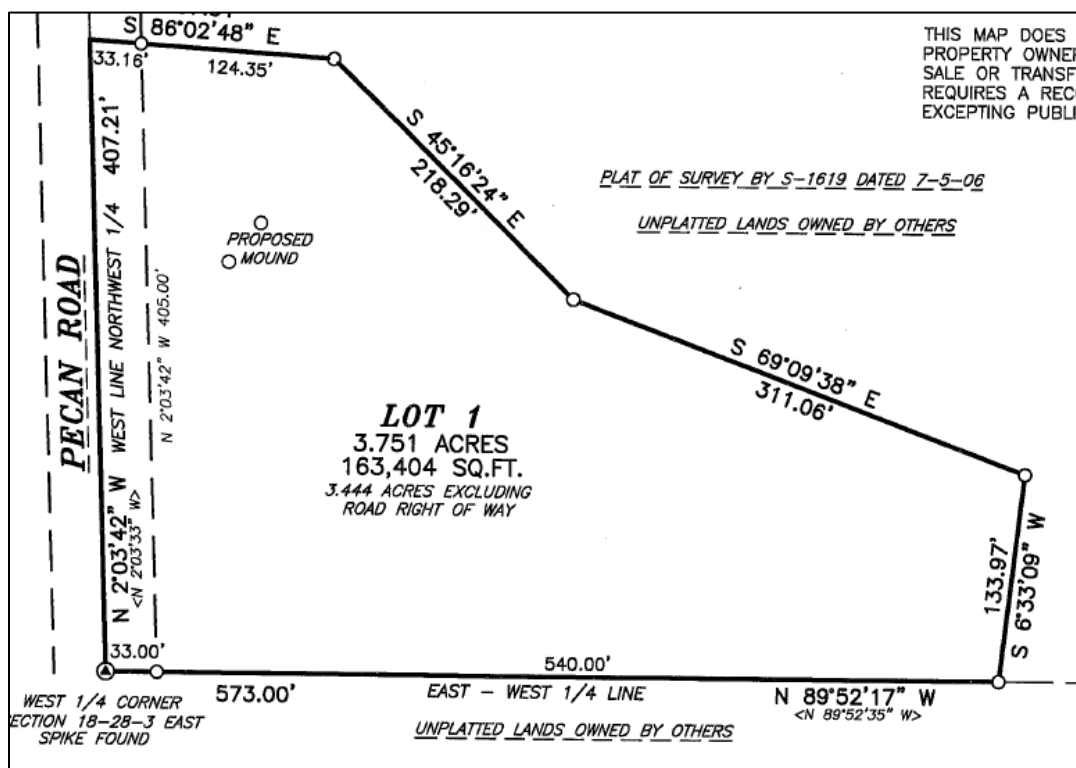 S 86°02'48" E
33.16'
124.35'
THIS MAP DOES
PROPERTY OWNER
SALE OR TRANSF
REQUIRES A REC
EXCEPTING PUBLI
S 45°16'24" E
218.29'
PLAT OF SURVEY BY S-1619 DATED 7-5-06
UNPLATTED LANDS OWNED BY OTHERS
PROPOSED
MOUND
PECAN ROAD
N 2°03'42" W WEST LINE NORTHWEST 1/4 407.21'
<N 2°03'33" W>
N 2°03'42" W 405.00'
S 69°09'38" E
311.06'
LOT 1
3.751 ACRES
163,404 SQ.FT.
3.444 ACRES EXCLUDING
ROAD RIGHT OF WAY
133.97'
S 6°33'09" W
33.00'
540.00'
573.00'
EAST - WEST 1/4 LINE
N 89°52'17" W
<N 89°52'35" W>
WEST 1/4 CORNER
SECTION 18-28-3 EAST
SPIKE FOUND
UNPLATTED LANDS OWNED BY OTHERS